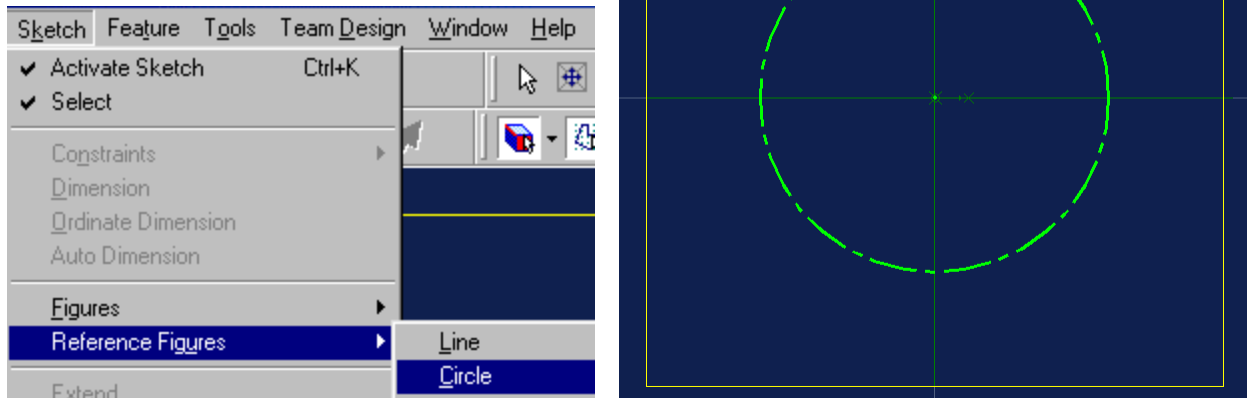 Sketch Feature Tools Team Design Window Help
Activate Sketch Ctrl+K
Select
Constraints
Dimension
Ordinate Dimension
Auto Dimension
Figures
Reference Figures
Line
Circle
Extend